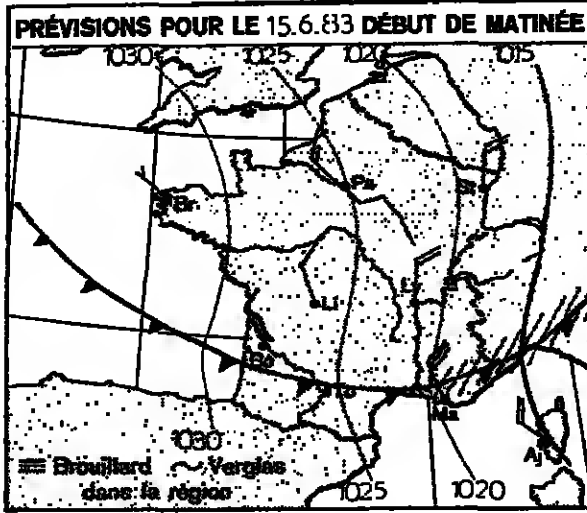 PRÉVISIONS POUR LE 15.6.83 DÉBUT DE MATINÉE
1030 1025 1020 1015
Pa
St
Br
Li
Ly
Bo
To
Ma
Aj
1030
Brouillard Verglas
dans la région
1025 1020